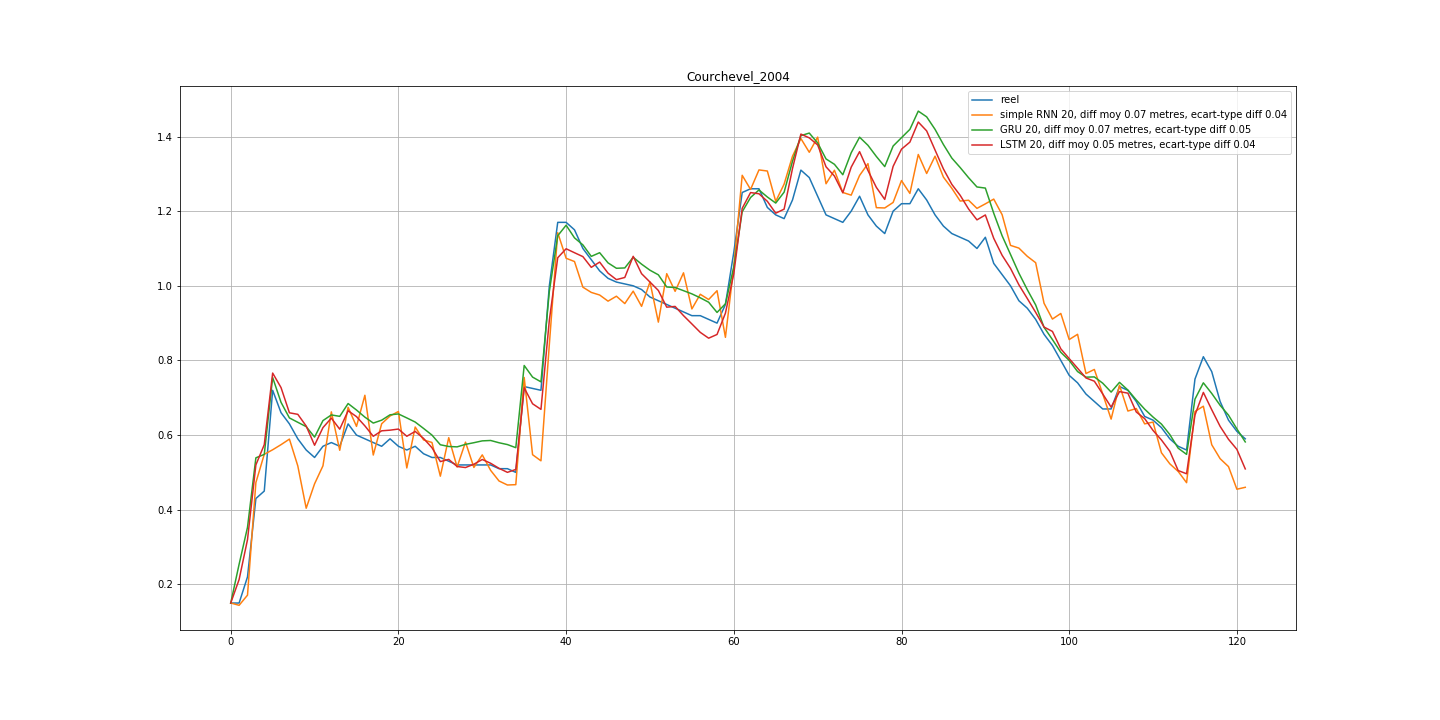 Courchevel_2004
reel
simple RNN 20, diff moy 0.07 metres, ecart-type diff 0.04
GRU 20, diff moy 0.07 metres, ecart-type diff 0.05
LSTM 20, diff moy 0.05 metres, ecart-type diff 0.04
1.4
1.2
1.0
0.8
0.6
0.4
0.2
0 20 40 60 80 100 120